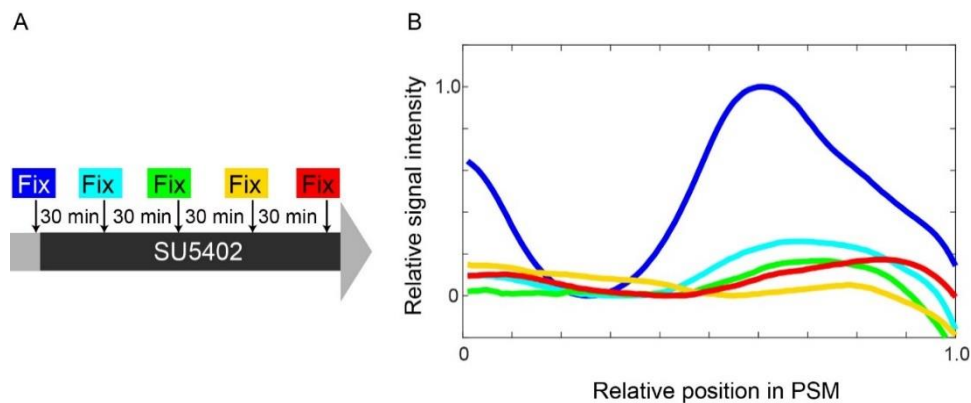 A
Fix Fix Fix Fix Fix
30 min 30 min 30 min 30 min
SU5402
B
Relative signal intensity
1.0
0
0 1.0
Relative position in PSM